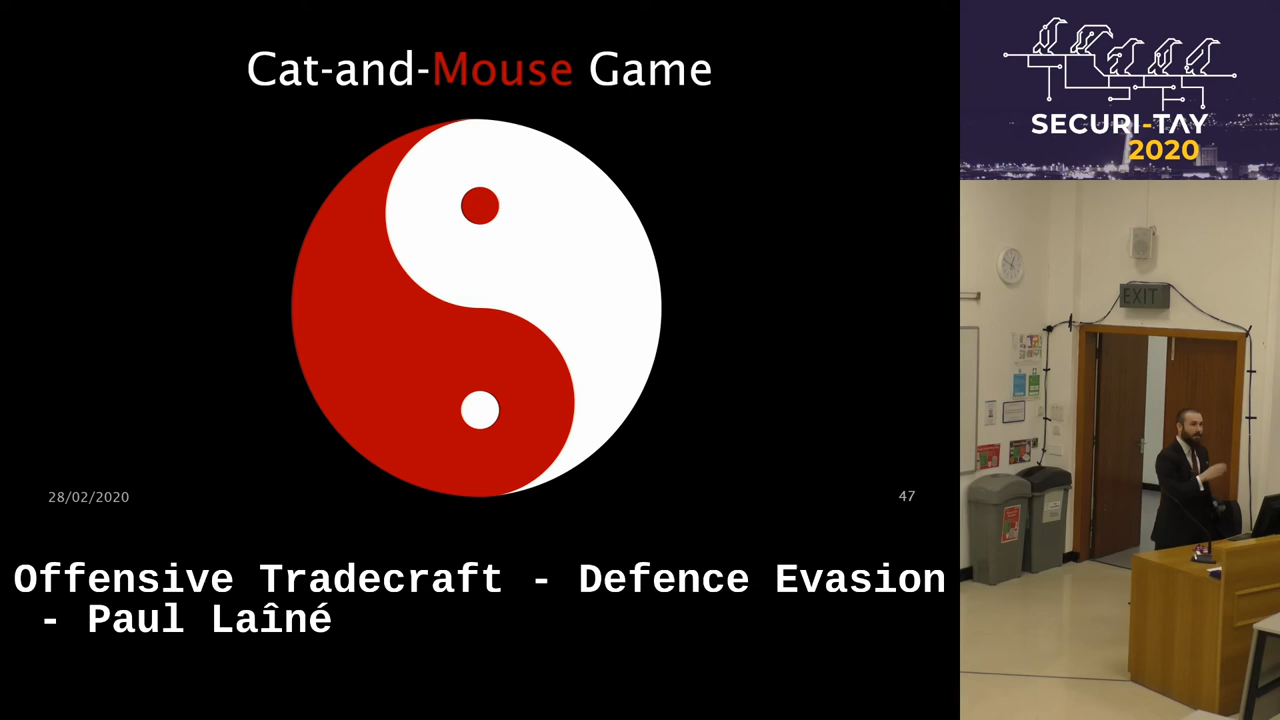 Cat-and-Mouse Game
28/02/2020
47
Offensive Tradecraft - Defence Evasion
- Paul Laîné
SECURI-TAY
2020
EXIT